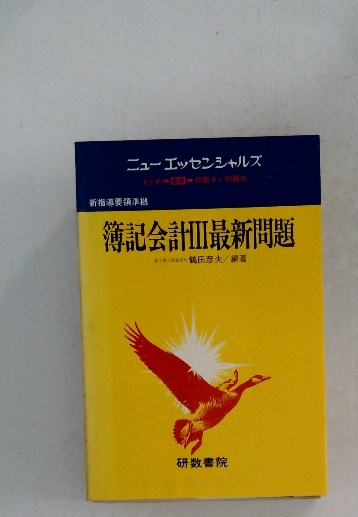 ニューエッセンシャルズ
新指導要領準拠
簿記会計III最新問題
鶴田彦夫／編著
研数書院